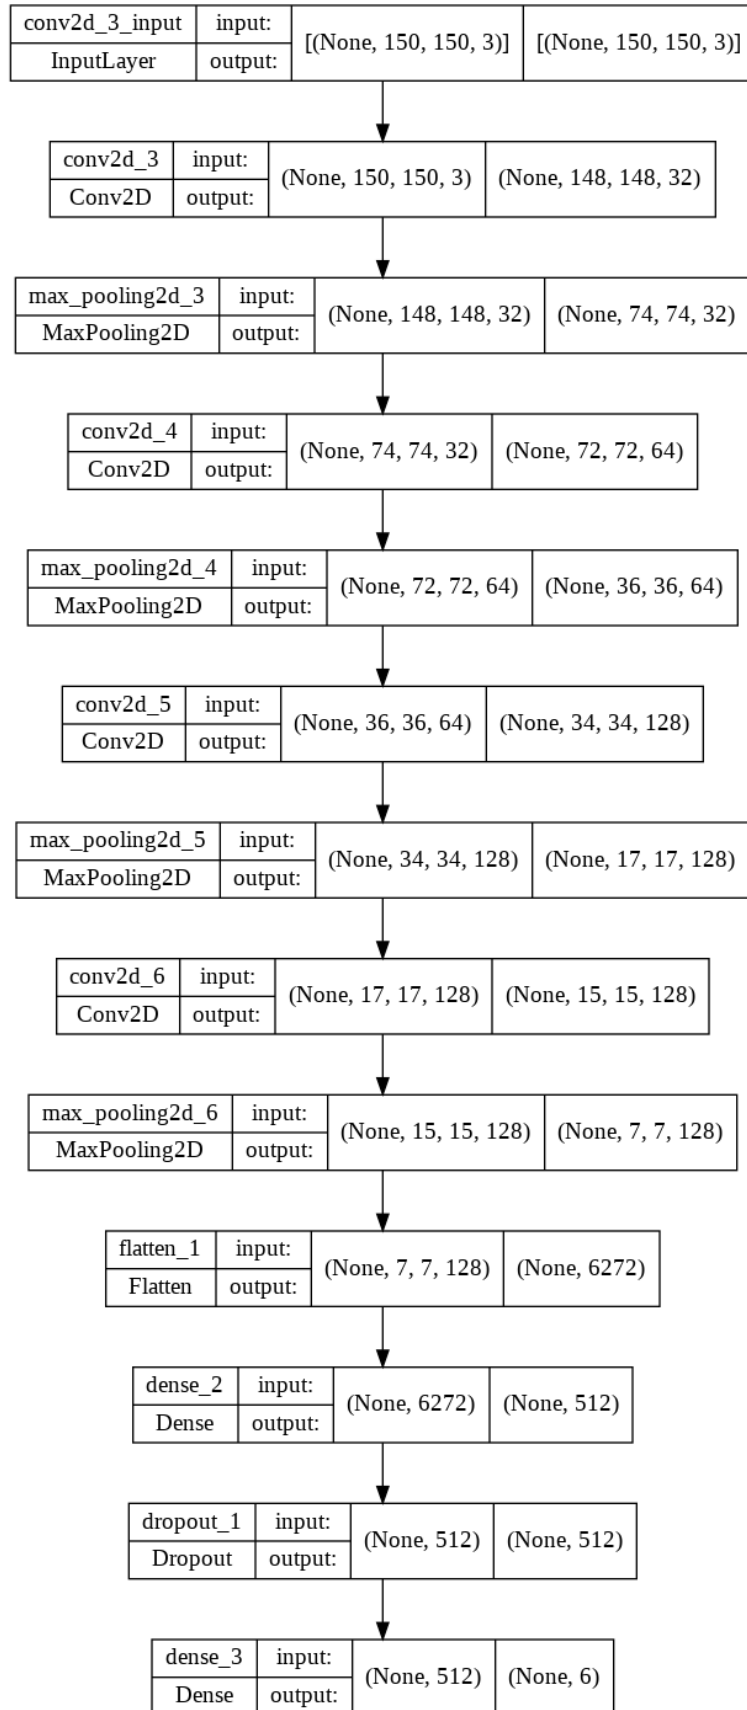 conv2d_3_input input: [(None, 150, 150, 3)] [(None, 150, 150, 3)]
InputLayer output:
conv2d_3 input: (None, 150, 150, 3) (None, 148, 148, 32)
Conv2D output:
max_pooling2d_3 input: (None, 148, 148, 32) (None, 74, 74, 32)
MaxPooling2D output:
conv2d_4 input: (None, 74, 74, 32) (None, 72, 72, 64)
Conv2D output:
max_pooling2d_4 input: (None, 72, 72, 64) (None, 36, 36, 64)
MaxPooling2D output:
conv2d_5 input: (None, 36, 36, 64) (None, 34, 34, 128)
Conv2D output:
max_pooling2d_5 input: (None, 34, 34, 128) (None, 17, 17, 128)
MaxPooling2D output:
conv2d_6 input: (None, 17, 17, 128) (None, 15, 15, 128)
Conv2D output:
max_pooling2d_6 input: (None, 15, 15, 128) (None, 7, 7, 128)
MaxPooling2D output:
flatten_1 input: (None, 7, 7, 128) (None, 6272)
Flatten output:
dense_2 input: (None, 6272) (None, 512)
Dense output:
dropout_1 input: (None, 512) (None, 512)
Dropout output:
dense_3 input: (None, 512) (None, 6)
Dense output: